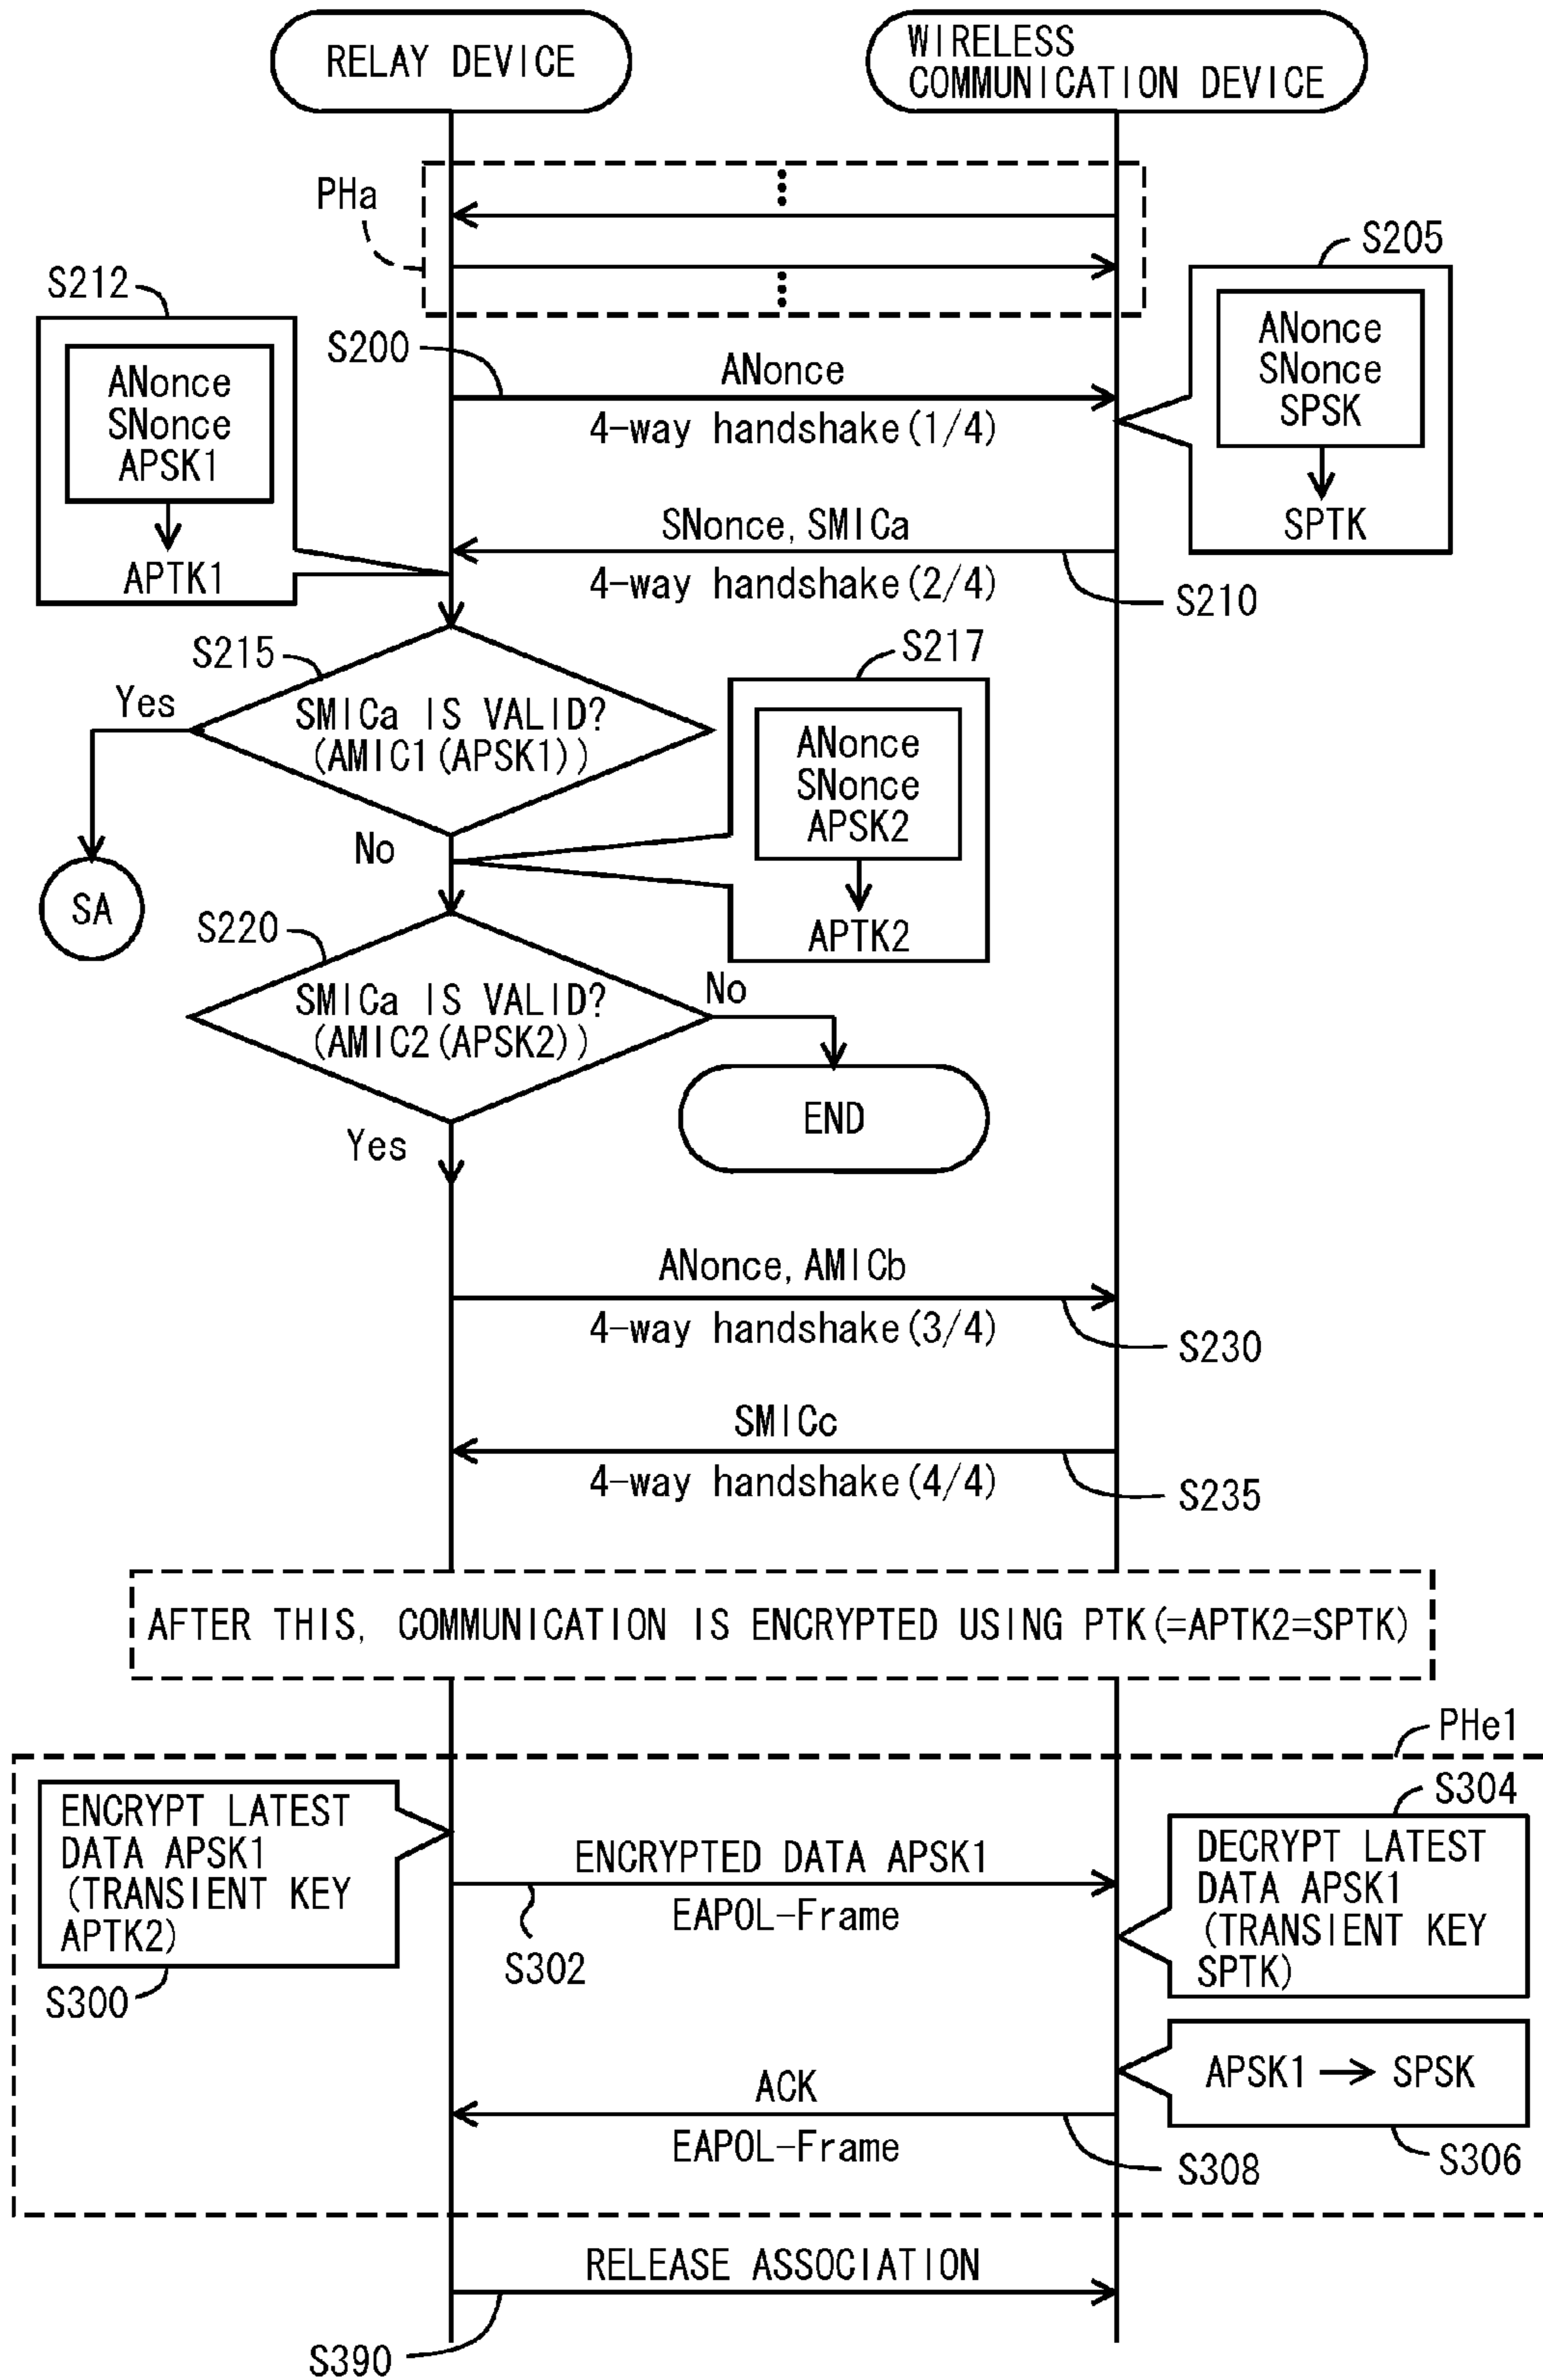 RELAY DEVICE
WIRELESS
COMMUNICATION DEVICE
PHa
S205
ANonce
SNonce
SPSK
SPTK
S212
ANonce
SNonce
APSK1
APTK1
S200
ANonce
4-way handshake(1/4)
SNonce, SMICa
4-way handshake(2/4)
S210
S215
Yes
SMICa IS VALID?
(AMIC1(APSK1))
No
SA
S217
ANonce
SNonce
APSK2
APTK2
S220
SMICa IS VALID?
(AMIC2(APSK2))
No
END
Yes
ANonce, AMICb
4-way handshake(3/4)
S230
SMICc
4-way handshake(4/4)
S235
AFTER THIS, COMMUNICATION IS ENCRYPTED USING PTK(=APTK2=SPTK)
PHe1
ENCRYPT LATEST
DATA APSK1
(TRANSIENT KEY
APTK2)
S300
ENCRYPTED DATA APSK1
EAPOL-Frame
S302
S304
DECRYPT LATEST
DATA APSK1
(TRANSIENT KEY
SPTK)
APSK1 → SPSK
S306
ACK
EAPOL-Frame
S308
RELEASE ASSOCIATION
S390